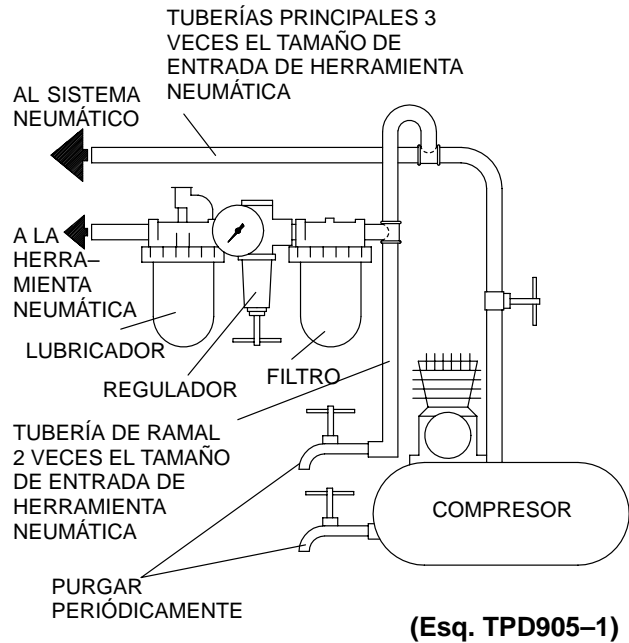 TUBERÍAS PRINCIPALES 3
VECES EL TAMAÑO DE
ENTRADA DE HERRAMIENTA
NEUMÁTICA
AL SISTEMA
NEUMÁTICO
A LA
HERRA–
MIENTA
NEUMÁTICA
LUBRICADOR
REGULADOR
FILTRO
TUBERÍA DE RAMAL
2 VECES EL TAMAÑO
DE ENTRADA DE
HERRAMIENTA
NEUMÁTICA
COMPRESOR
PURGAR
PERIÓDICAMENTE
(Esq. TPD905–1)